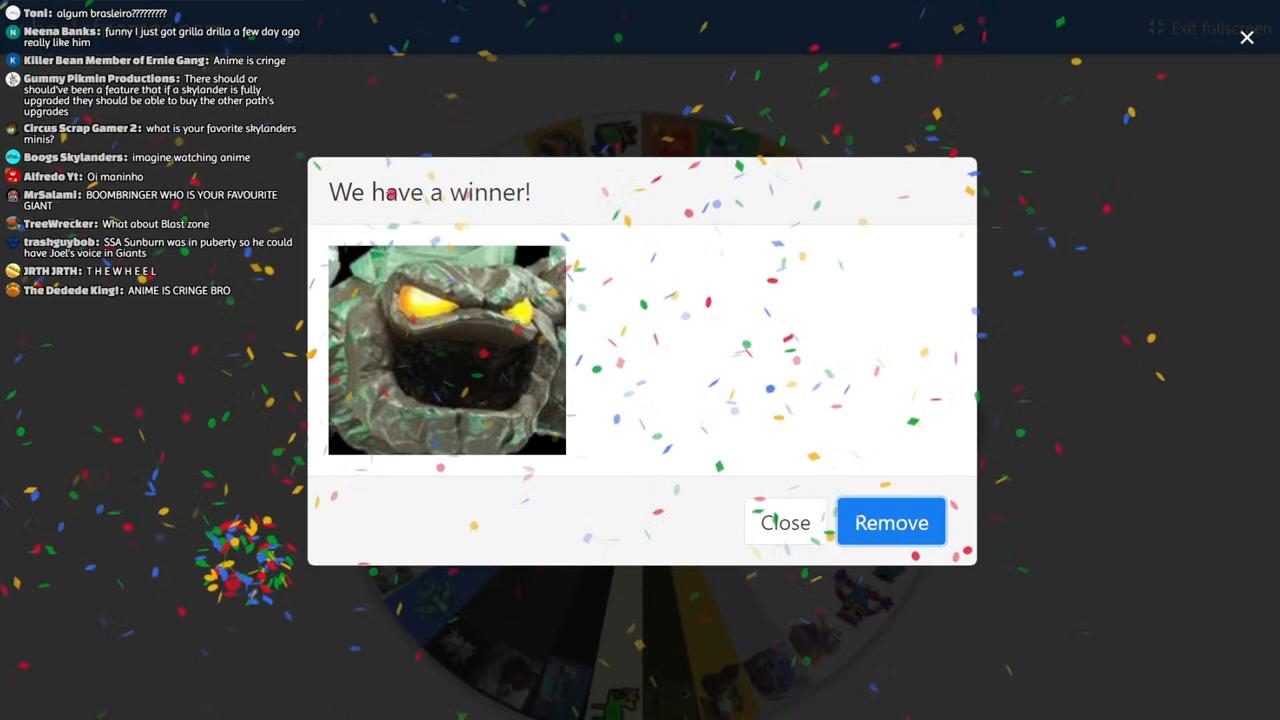 Toni: algum brasleiro?????????
Neena Banks: funny I just got grilla drilla a few day ago
really like him
Killer Bean Member of Ernie Gang: Anime is cringe
Gummy Pikmin Productions: There should or
should've been a feature that if a skylander is fully
upgraded they should be able to buy the other path's
upgrades
Circus Scrap Gamer 2: what is your favorite skylanders
minis?
Boogs Skylanders: imagine watching anime
Alfredo Yt: Oi maninho
MrSalami: BOOMBRINGER WHO IS YOUR FAVOURITE
GIANT
TreeWrecker: What about Blast zone
trashguybob: SSA Sunburn was in puberty so he could
have Joel's voice in Giants
JRTH JRTH: T H E W H E E L
The Dedede King!: ANIME IS CRINGE BRO
Exit fullscreen
We have a winner!
Close
Remove